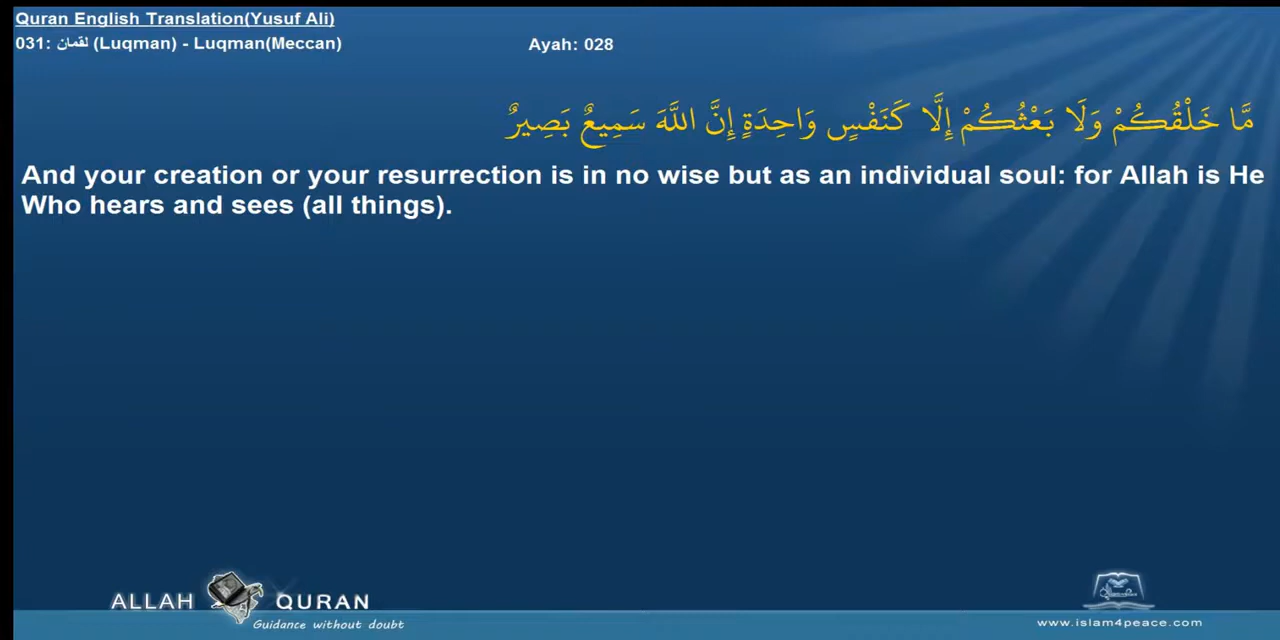 Quran English Translation(Yusuf Ali)
031: لقمان (Luqman) - Luqman(Meccan)
Ayah: 028
مَّا خَلْقُكُمْ وَلَا بَعْثُكُمْ إِلَّا كَنَفْسٍ وَاحِدَةٍ إِنَّ اللَّهَ سَمِيعٌ بَصِيرٌ
And your creation or your resurrection is in no wise but as an individual soul: for Allah is He
Who hears and sees (all things).
ALLAH QURAN
Guidance without doubt
www.islam4peace.com